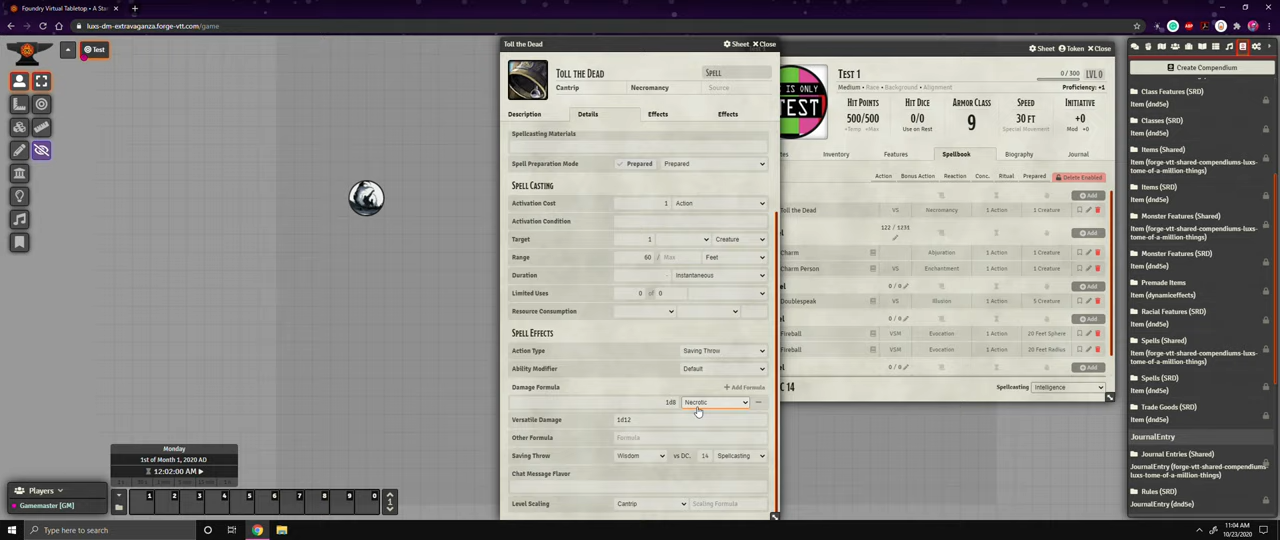 Foundry Virtual Tabletop • A Star
luxs-dm-extravaganza.forge-vtt.com/game
Test
Toll the Dead
Sheet
Close
TOLL THE DEAD
SPELL
Cantrip
Necromancy
Source
Description
Details
Effects
Effects
Spellcasting Materials
Spell Preparation Mode
Prepared
Prepared
SPELL CASTING
Activation Cost
1
Action
Activation Condition
Target
1
Creature
Range
60 / Max
Feet
Duration
Instantaneous
Limited Uses
0 of 0
Resource Consumption
SPELL EFFECTS
Action Type
Saving Throw
Ability Modifier
Default
Damage Formula
+ Add Formula
1d8
Necrotic
Versatile Damage
1d12
Other Formula
Formula
Saving Throw
Wisdom
vs DC.
14
Spellcasting
Chat Message Flavor
Level Scaling
Cantrip
Scaling Formula
Sheet
Token
Close
IS ONLY
TEST
TEST 1
0 / 300
LVL 0
Medium • Rare • Background • Alignment
Proficiency: +1
HIT POINTS
500/500
+Temp +Max
HIT DICE
0/0
Use on Rest
ARMOR CLASS
9
SPEED
30 FT
Special Movement
INITIATIVE
+0
Mod +0
Inventory
Features
Spellbook
Biography
Journal
Action
Bonus Action
Reaction
Conc.
Ritual
Prepared
Delete Enabled
Add
Toll the Dead
VS
Necromancy
1 Action
1 Creature
122 / 1231
Add
Charm
Abjuration
1 Action
1 Creature
Charm Person
VS
Enchantment
1 Action
1 Creature
0 / 0
Add
Doublespeak
VS
Illusion
1 Action
5 Creature
0 / 0
Add
Fireball
VSM
Evocation
1 Action
20 Feet Sphere
Fireball
VSM
Evocation
1 Action
20 Feet Radius
0 / 0
Add
DC 14
Spellcasting
Intelligence
Create Compendium
Class Features (SRD)
Item (dnd5e)
Classes (SRD)
Item (dnd5e)
Items (Shared)
Item (forge-vtt-shared-compendiums-luxs-
tome-of-a-million-things)
Items (SRD)
Item (dnd5e)
Monster Features (Shared)
Item (forge-vtt-shared-compendiums-luxs-
tome-of-a-million-things)
Monster Features (SRD)
Item (dnd5e)
Premade Items
Item (dynamiceffects)
Racial Features (SRD)
Item (dnd5e)
Spells (Shared)
Item (forge-vtt-shared-compendiums-luxs-
tome-of-a-million-things)
Spells (SRD)
Item (dnd5e)
Trade Goods (SRD)
Item (dnd5e)
JournalEntry
Journal Entries (Shared)
JournalEntry (forge-vtt-shared-compendiums-
luxs-tome-of-a-million-things)
Rules (SRD)
JournalEntry (dnd5e)
Monday
1st of Month 1, 2020 AD
12:02:00 AM
Players
Gamemaster [GM]
1
2
3
4
5
6
7
8
9
0
1
Type here to search
11:04 AM
10/23/2020